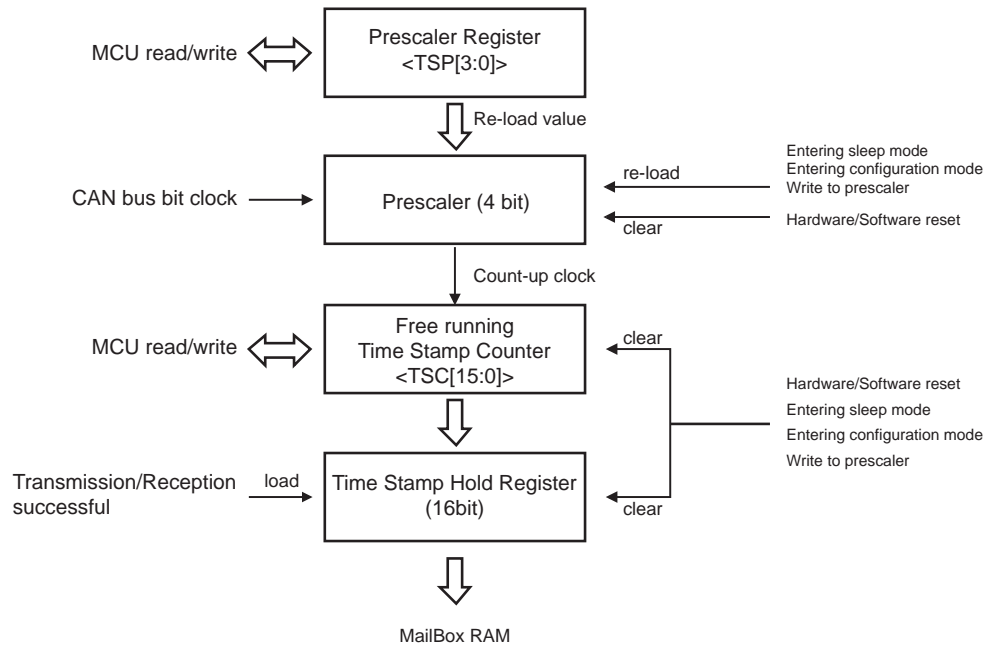 Prescaler Register
<TSP[3:0]>
MCU read/write
Re-load value
Entering sleep mode
Entering configuration mode
Write to prescaler
re-load
CAN bus bit clock
Prescaler (4 bit)
Hardware/Software reset
clear
Count-up clock
Free running
Time Stamp Counter
<TSC[15:0]>
MCU read/write
clear
Hardware/Software reset
Entering sleep mode
Entering configuration mode
Write to prescaler
Transmission/Reception
successful
load
Time Stamp Hold Register
(16bit)
clear
MailBox RAM